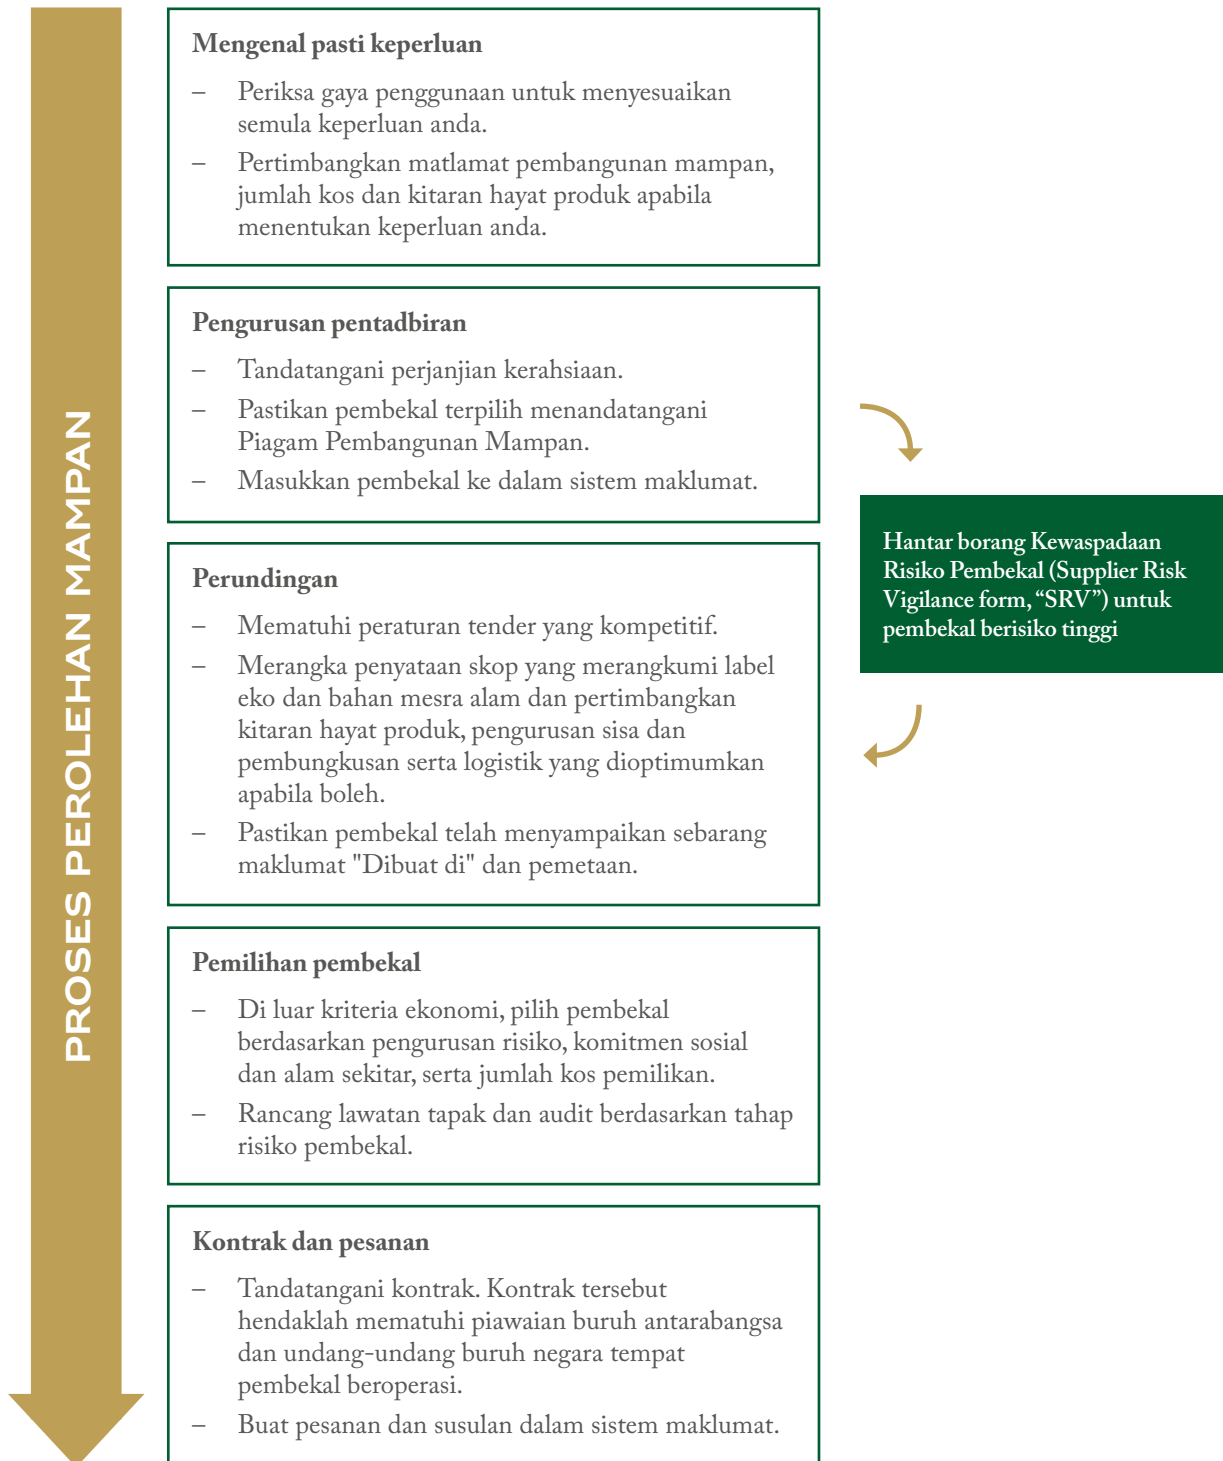 PROSES PEROLEHAN MAMPAN
Mengenal pasti keperluan
– Periksa gaya penggunaan untuk menyesuaikan
semula keperluan anda.
– Pertimbangkan matlamat pembangunan mampan,
jumlah kos dan kitaran hayat produk apabila
menentukan keperluan anda.
Pengurusan pentadbiran
– Tandatangani perjanjian kerahsiaan.
– Pastikan pembekal terpilih menandatangani
Piagam Pembangunan Mampan.
– Masukkan pembekal ke dalam sistem maklumat.
Hantar borang Kewaspadaan
Risiko Pembekal (Supplier Risk
Vigilance form, “SRV”) untuk
pembekal berisiko tinggi
Perundingan
– Mematuhi peraturan tender yang kompetitif.
– Merangka penyataan skop yang merangkumi label
eko dan bahan mesra alam dan pertimbangkan
kitaran hayat produk, pengurusan sisa dan
pembungkusan serta logistik yang dioptimumkan
apabila boleh.
– Pastikan pembekal telah menyampaikan sebarang
maklumat "Dibuat di" dan pemetaan.
Pemilihan pembekal
– Di luar kriteria ekonomi, pilih pembekal
berdasarkan pengurusan risiko, komitmen sosial
dan alam sekitar, serta jumlah kos pemilikan.
– Rancang lawatan tapak dan audit berdasarkan tahap
risiko pembekal.
Kontrak dan pesanan
– Tandatangani kontrak. Kontrak tersebut
hendaklah mematuhi piawaian buruh antarabangsa
dan undang-undang buruh negara tempat
pembekal beroperasi.
– Buat pesanan dan susulan dalam sistem maklumat.